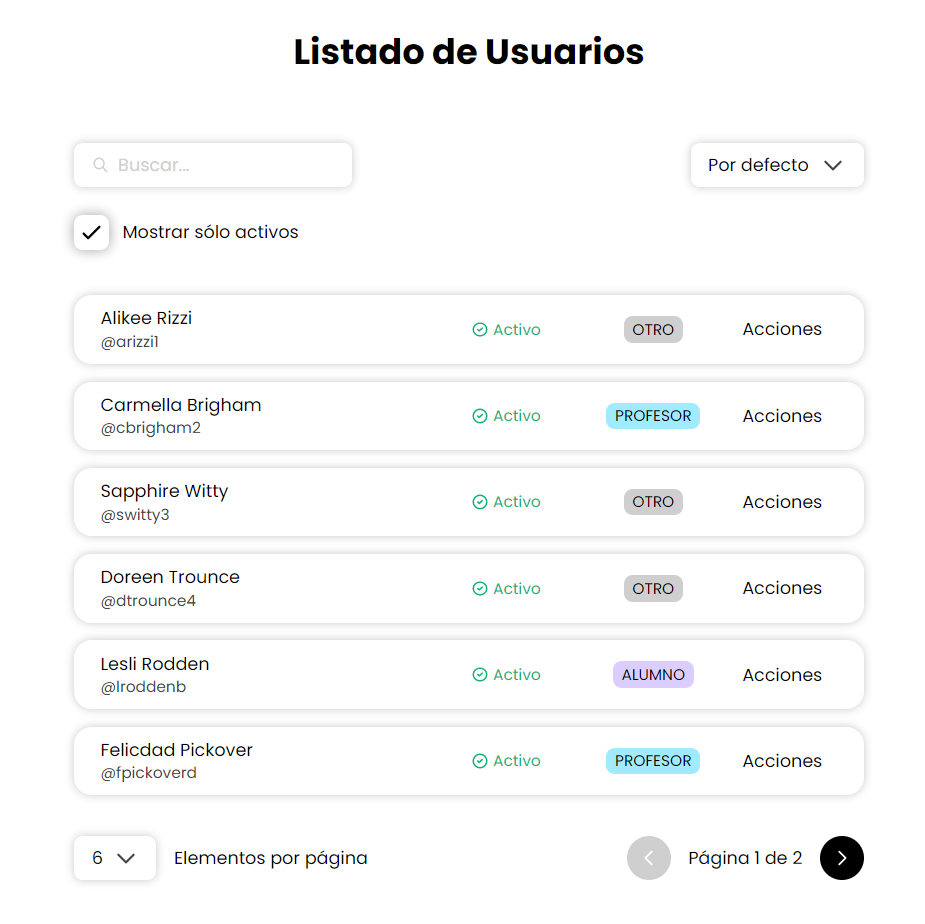 Listado de Usuarios
Buscar...
Por defecto
Mostrar sólo activos
Alikee Rizzi
@arizzi1
Activo
OTRO
Acciones
Carmella Brigham
@cbrigham2
Activo
PROFESOR
Acciones
Sapphire Witty
@switty3
Activo
OTRO
Acciones
Doreen Trounce
@dtrounce4
Activo
OTRO
Acciones
Lesli Rodden
@lroddenb
Activo
ALUMNO
Acciones
Felicdad Pickover
@fpickoverd
Activo
PROFESOR
Acciones
6
Elementos por página
Página 1 de 2